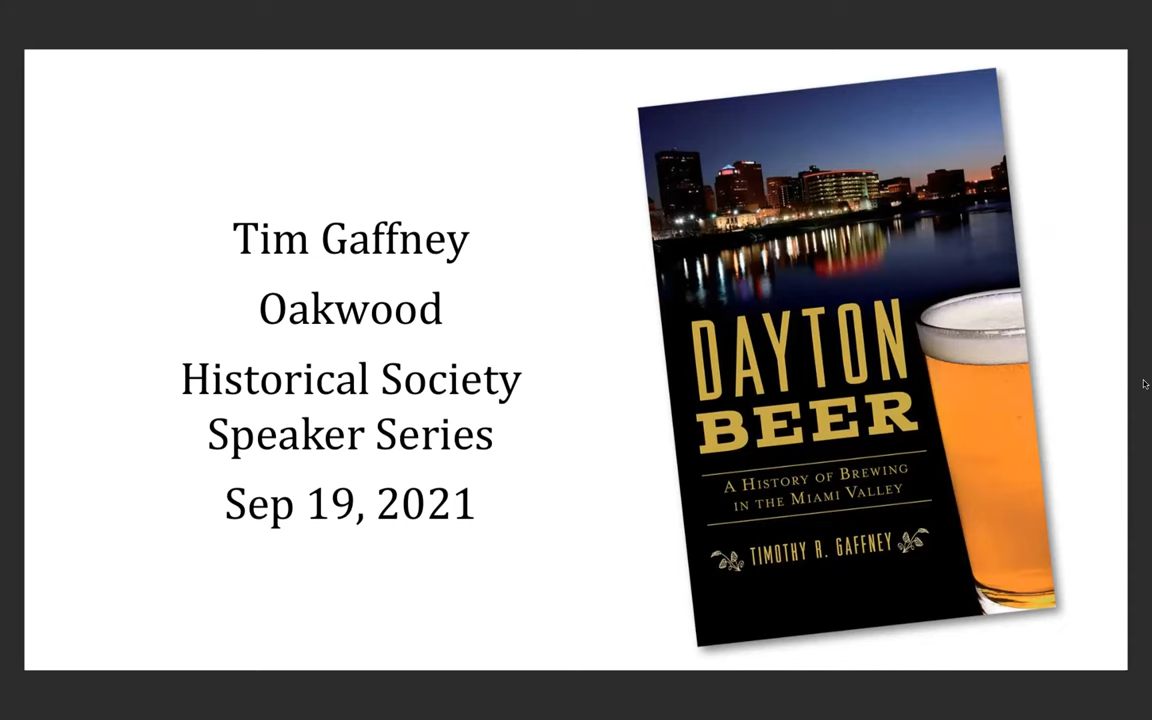 Tim Gaffney
Oakwood
Historical Society
Speaker Series
Sep 19, 2021
DAYTON
BEER
A HISTORY OF BREWING
IN THE MIAMI VALLEY
TIMOTHY R. GAFFNEY